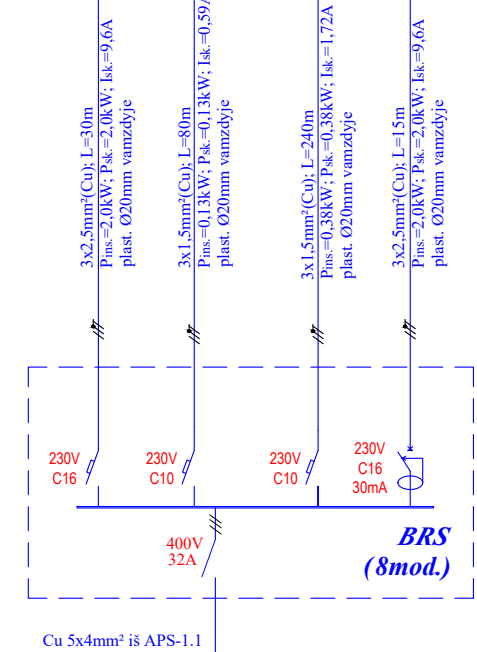 3x2,5mm²(Cu); L=30m
Pins.=2,0kW; Psk.=2,0kW; Isk.=9,6A
plast. Ø20mm vamzdyje
3x1,5mm²(Cu); L=80m
Pins.=0,13kW; Psk.=0,13kW; Isk.=0,59A
plast. Ø20mm vamzdyje
3x1,5mm²(Cu); L=240m
Pins.=0,38kW; Psk.=0,38kW; Isk.=1,72A
plast. Ø20mm vamzdyje
3x2,5mm²(Cu); L=15m
Pins.=2,0kW; Psk.=2,0kW; Isk.=9,6A
plast. Ø20mm vamzdyje
230V
C16
230V
C10
230V
C10
230V
C16
30mA
400V
32A
BRS
(8mod.)
Cu 5x4mm² iš APS-1.1